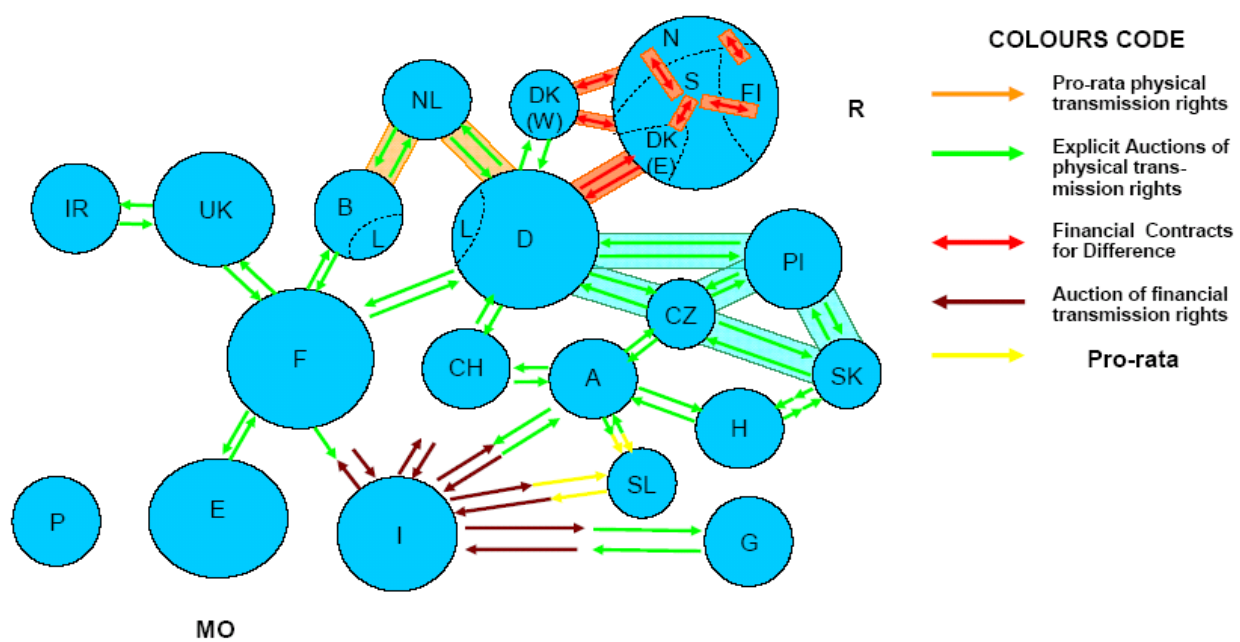 N
S
FI
DK
(E)
R
NL
DK
(W)
IR
UK
B
L
L
D
PI
CZ
F
CH
A
SK
H
SL
P
E
I
G
MO
COLOURS CODE
Pro-rata physical
transmission rights
Explicit Auctions of
physical trans-
mission rights
Financial Contracts
for Difference
Auction of financial
transmission rights
Pro-rata